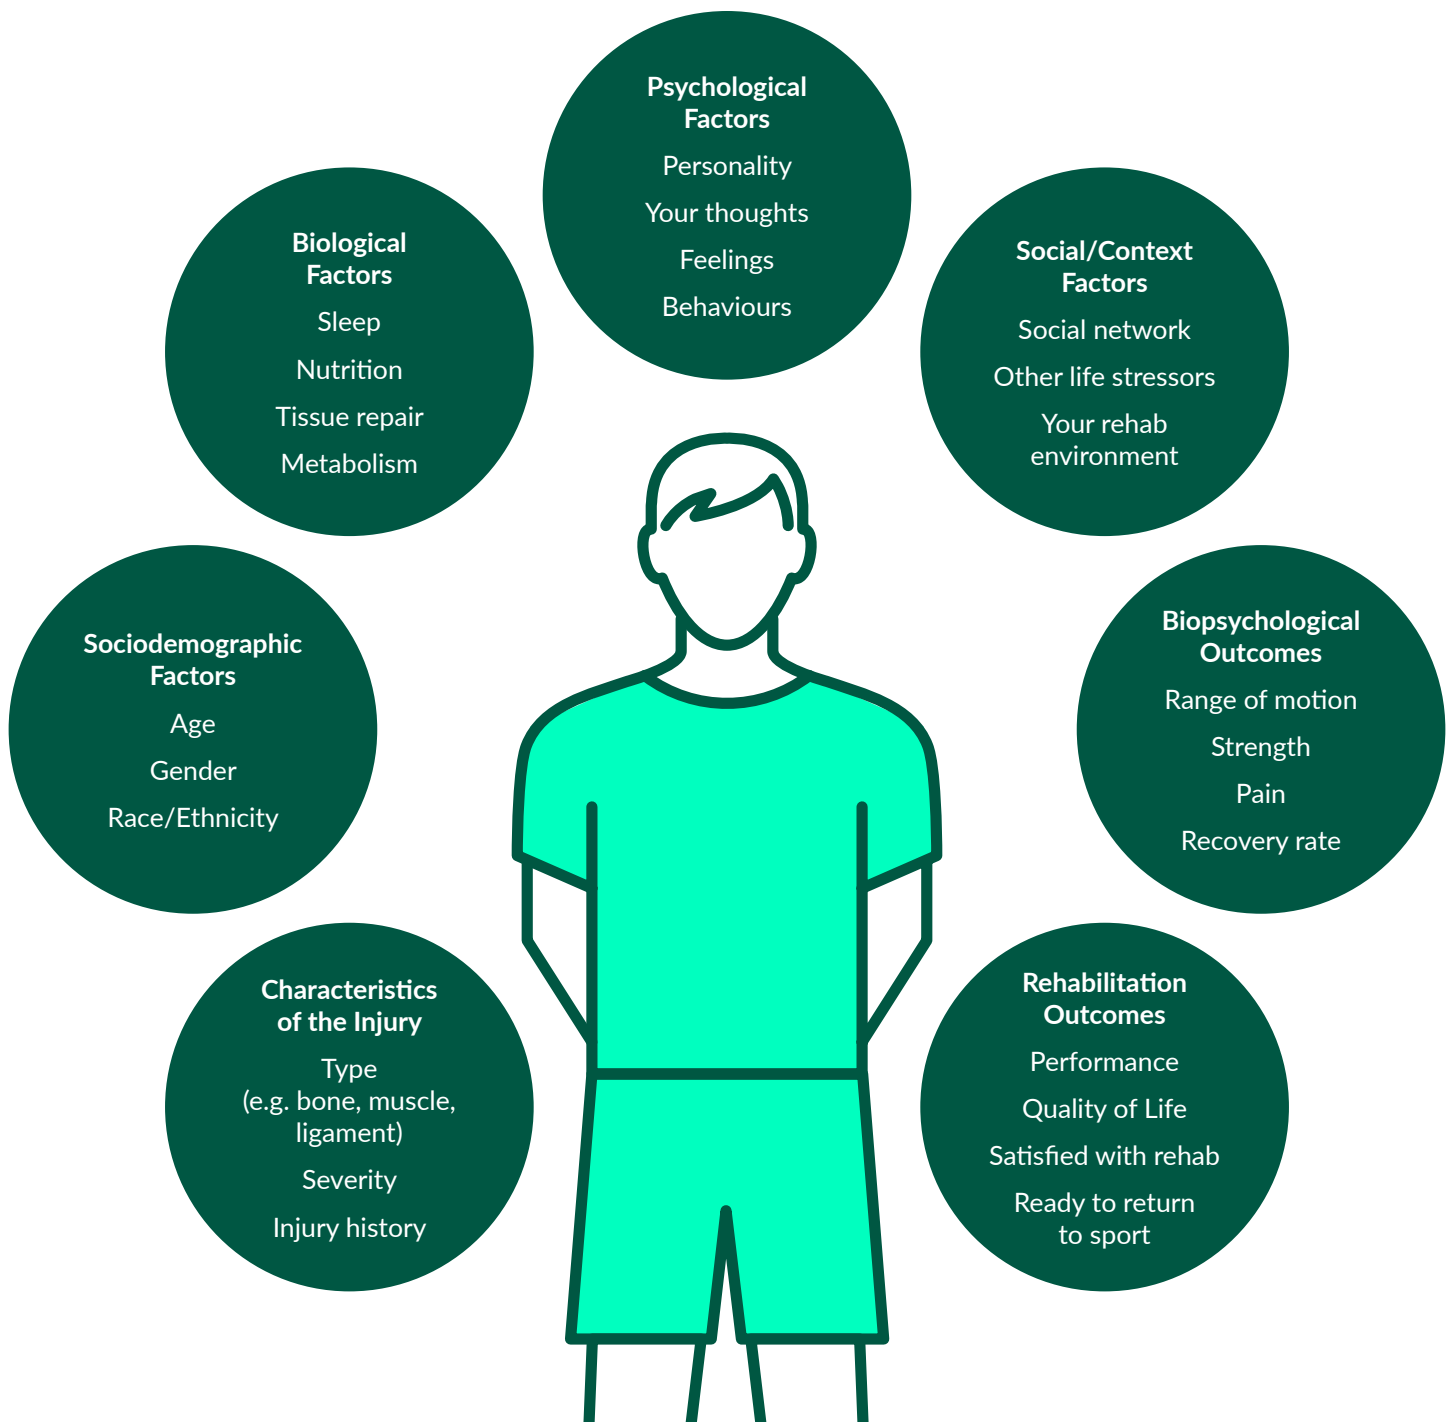 Psychological
Factors
Personality
Your thoughts
Feelings
Behaviours
Biological
Factors
Sleep
Nutrition
Tissue repair
Metabolism
Social/Context
Factors
Social network
Other life stressors
Your rehab
environment
Sociodemographic
Factors
Age
Gender
Race/Ethnicity
Biopsychological
Outcomes
Range of motion
Strength
Pain
Recovery rate
Characteristics
of the Injury
Type
(e.g. bone, muscle,
ligament)
Severity
Injury history
Rehabilitation
Outcomes
Performance
Quality of Life
Satisfied with rehab
Ready to return
to sport